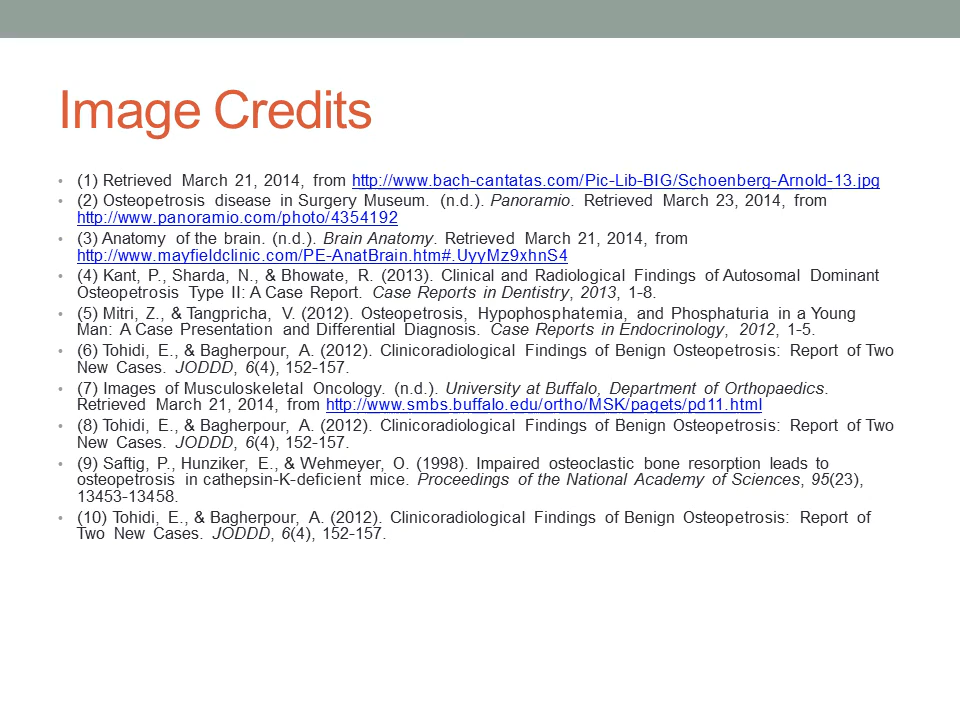 Image Credits
• (1) Retrieved March 21, 2014, from http://www.bach-cantatas.com/Pic-Lib-BIG/Schoenberg-Arnold-13.jpg
• (2) Osteopetrosis disease in Surgery Museum. (n.d.). Panoramio. Retrieved March 23, 2014, from
http://www.panoramio.com/photo/4354192
• (3) Anatomy of the brain. (n.d.). Brain Anatomy. Retrieved March 21, 2014, from
http://www.mayfieldclinic.com/PE-AnatBrain.htm#.UyyMz9xhnS4
• (4) Kant, P., Sharda, N., & Bhowate, R. (2013). Clinical and Radiological Findings of Autosomal Dominant
Osteopetrosis Type II: A Case Report. Case Reports in Dentistry, 2013, 1-8.
• (5) Mitri, Z., & Tangpricha, V. (2012). Osteopetrosis, Hypophosphatemia, and Phosphaturia in a Young
Man: A Case Presentation and Differential Diagnosis. Case Reports in Endocrinology, 2012, 1-5.
• (6) Tohidi, E., & Bagherpour, A. (2012). Clinicoradiological Findings of Benign Osteopetrosis: Report of Two
New Cases. JODDD, 6(4), 152-157.
• (7) Images of Musculoskeletal Oncology. (n.d.). University at Buffalo, Department of Orthopaedics.
Retrieved March 21, 2014, from http://www.smbs.buffalo.edu/ortho/MSK/pagets/pd11.html
• (8) Tohidi, E., & Bagherpour, A. (2012). Clinicoradiological Findings of Benign Osteopetrosis: Report of Two
New Cases. JODDD, 6(4), 152-157.
• (9) Saftig, P., Hunziker, E., & Wehmeyer, O. (1998). Impaired osteoclastic bone resorption leads to
osteopetrosis in cathepsin-K-deficient mice. Proceedings of the National Academy of Sciences, 95(23),
13453-13458.
• (10) Tohidi, E., & Bagherpour, A. (2012). Clinicoradiological Findings of Benign Osteopetrosis: Report of
Two New Cases. JODDD, 6(4), 152-157.